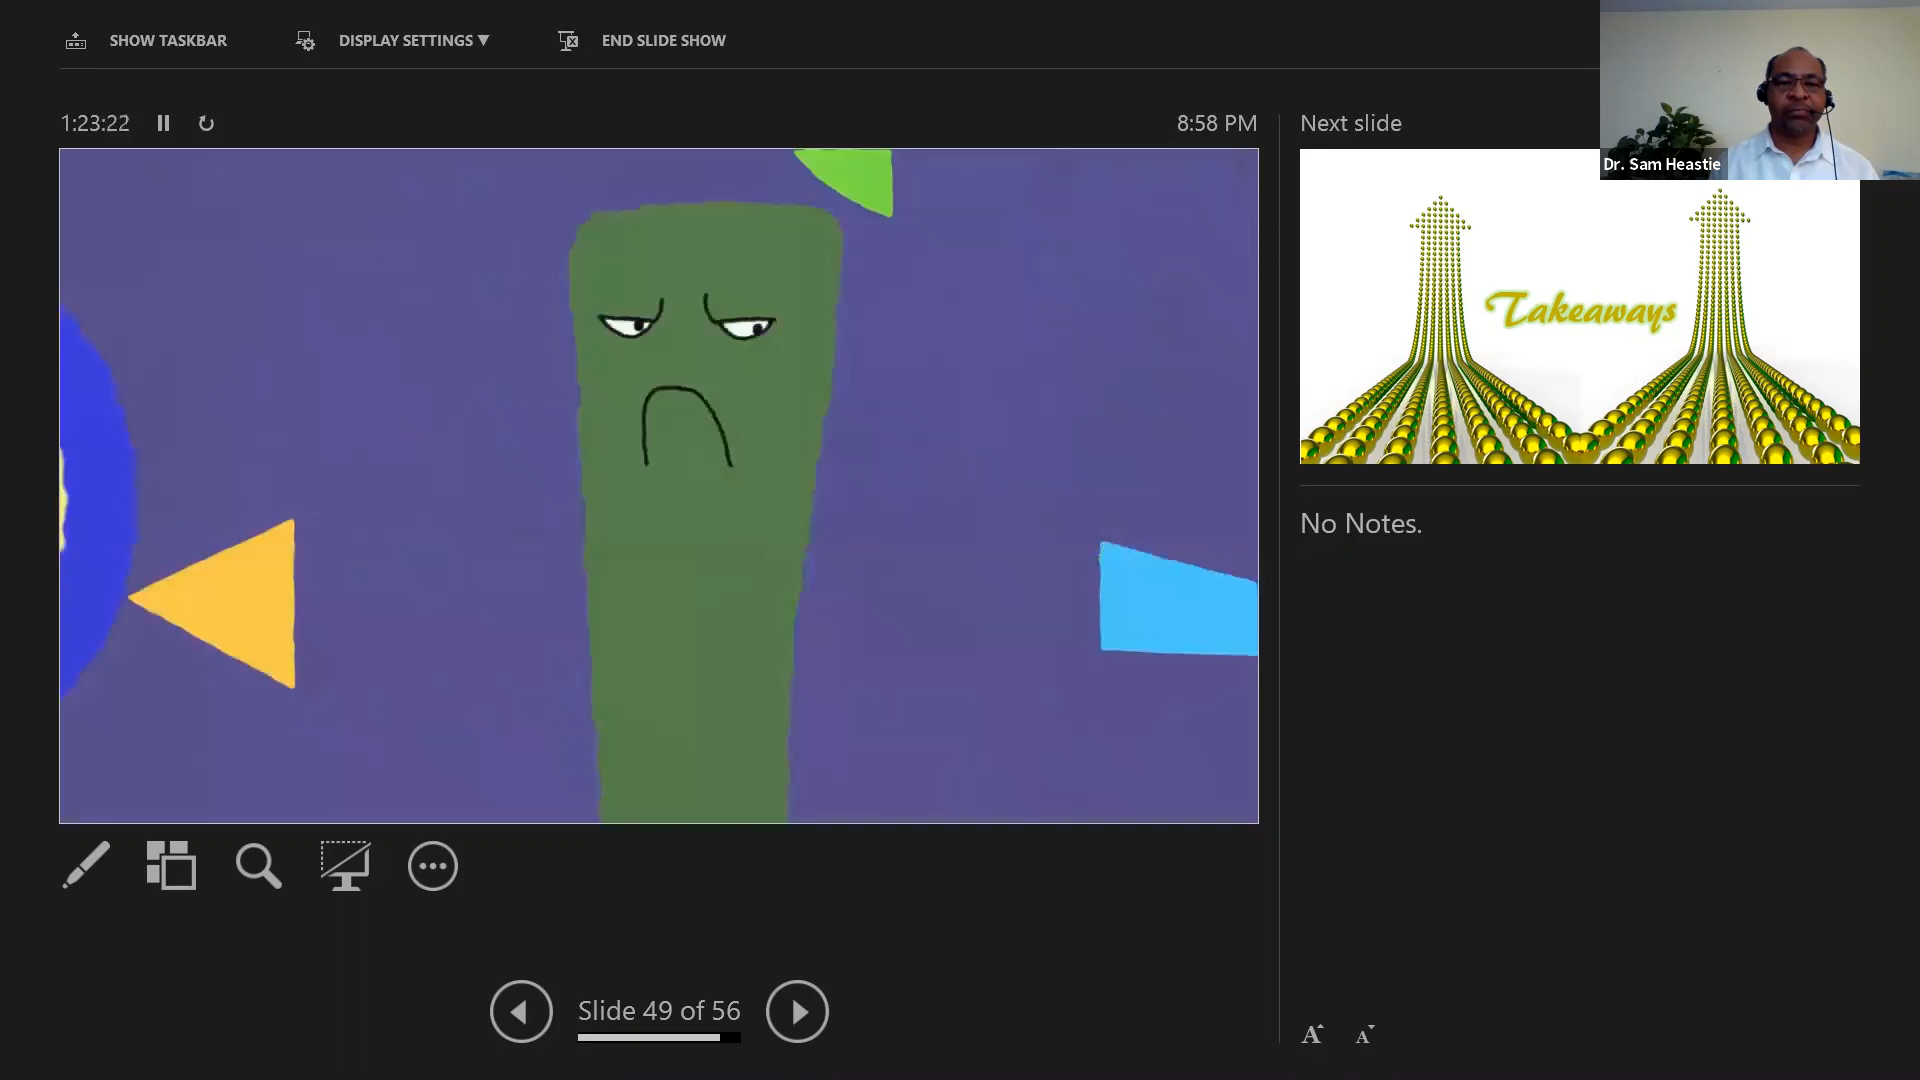 SHOW TASKBAR
DISPLAY SETTINGS ▼
END SLIDE SHOW
1:23:22
8:58 PM
Next slide
Dr. Sam Heastie
Takeaways
No Notes.
Slide 49 of 56
A A